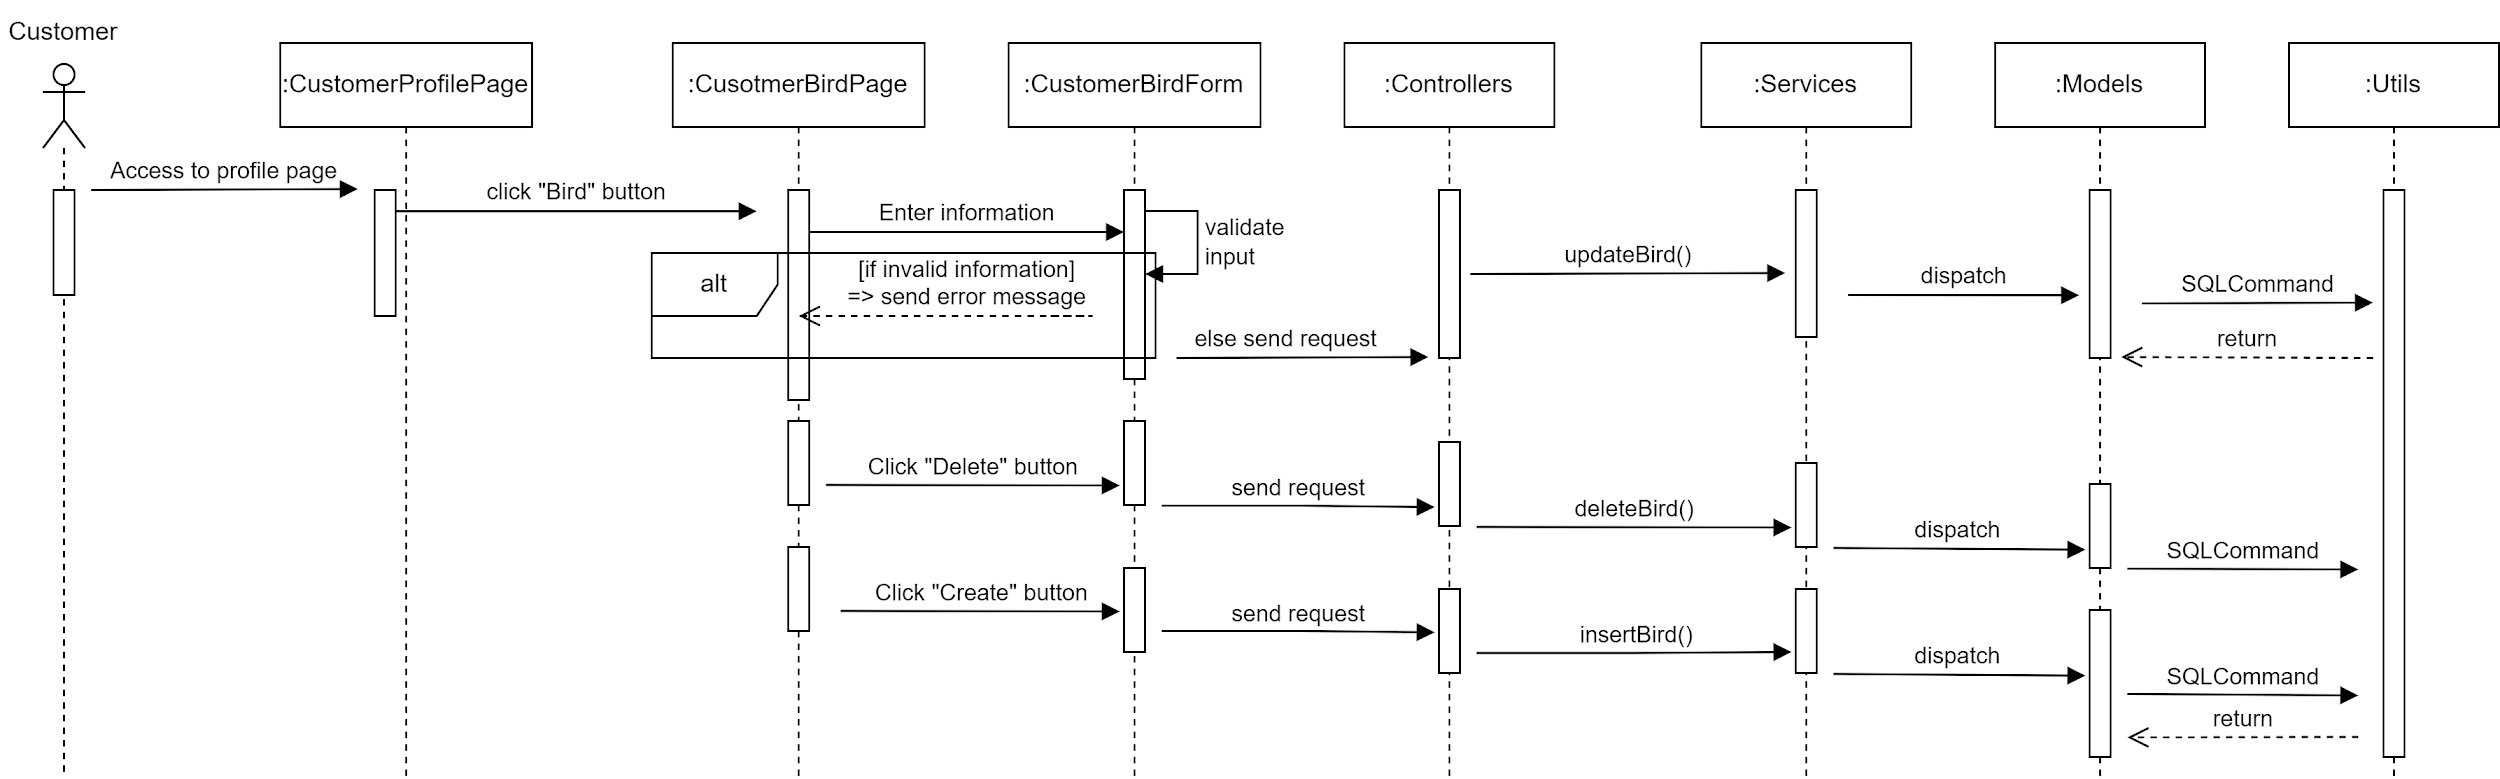 Customer
:CustomerProfilePage
:CusotmerBirdPage
:CustomerBirdForm
:Controllers
:Services
:Models
:Utils
Access to profile page
click "Bird" button
Enter information
validate
input
alt
[if invalid information]
=> send error message
else send request
updateBird()
dispatch
SQLCommand
return
Click "Delete" button
send request
deleteBird()
dispatch
SQLCommand
Click "Create" button
send request
insertBird()
dispatch
SQLCommand
return